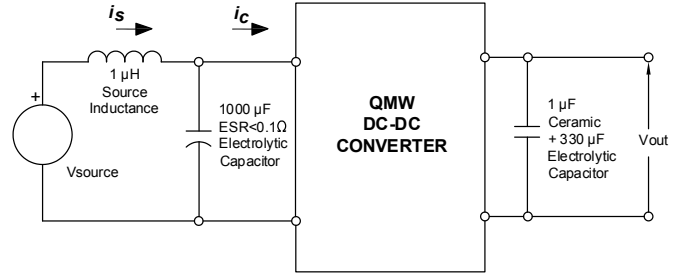 is
ic
1 μH
Source
Inductance
+
Vsource
1000 μF
ESR<0.1Ω
Electrolytic
Capacitor
QMW
DC-DC
CONVERTER
1 μF
Ceramic
+ 330 μF
Electrolytic
Capacitor
Vout